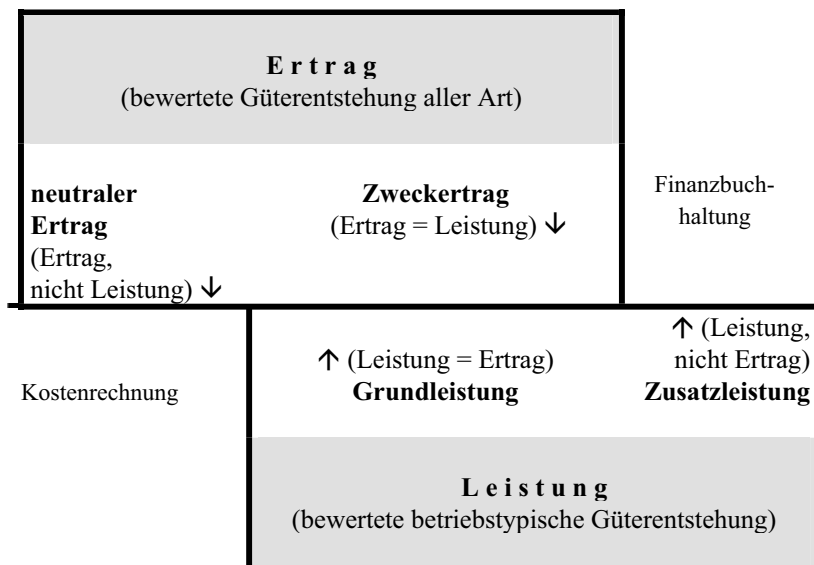 E r t r a g
(bewertete Güterentstehung aller Art)
neutraler
Ertrag
(Ertrag,
nicht Leistung) ↓
Zweckertrag
(Ertrag = Leistung) ↓
Finanzbuch-
haltung
Kostenrechnung
↑ (Leistung = Ertrag)
Grundleistung
↑ (Leistung,
nicht Ertrag)
Zusatzleistung
L e i s t u n g
(bewertete betriebstypische Güterentstehung)